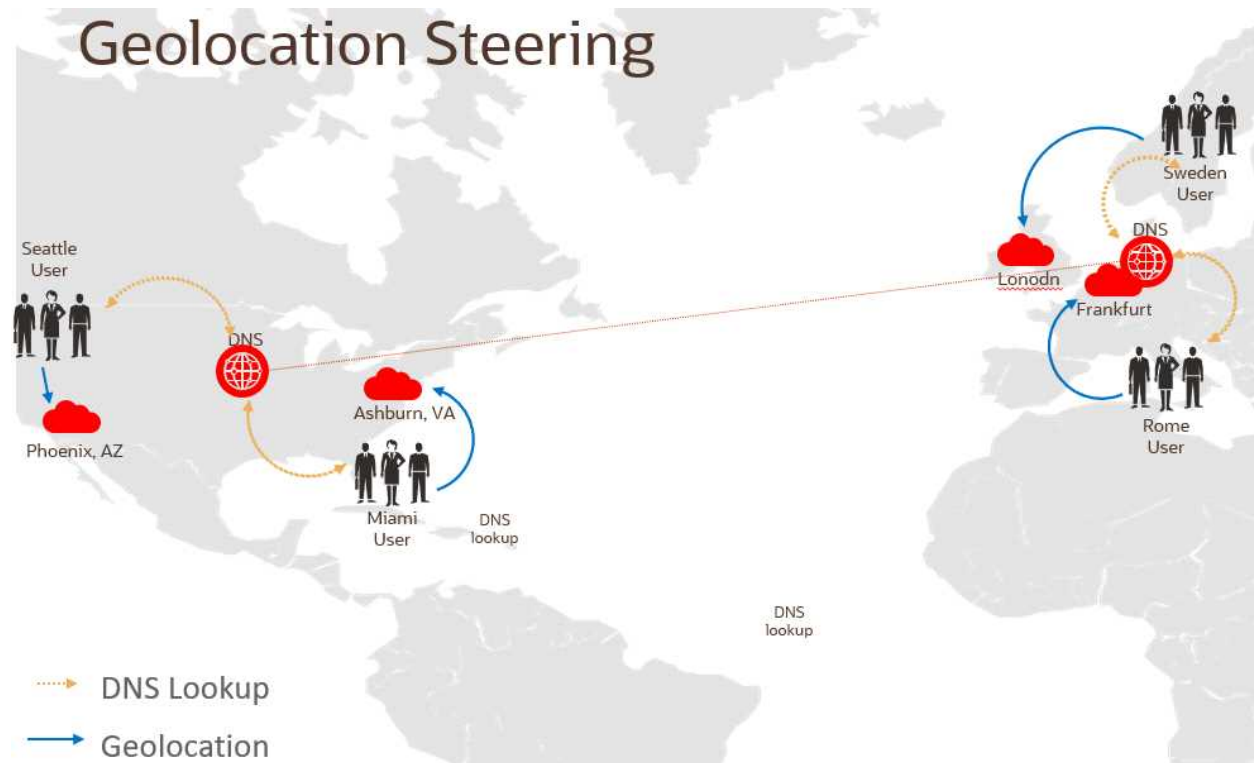 Geolocation Steering
Sweden
User
DNS
Lonodn
Frankfurt
Seattle
User
DNS
Ashburn, VA
Phoenix, AZ
Rome
User
Miami
User
DNS
lookup
DNS
lookup
DNS Lookup
Geolocation